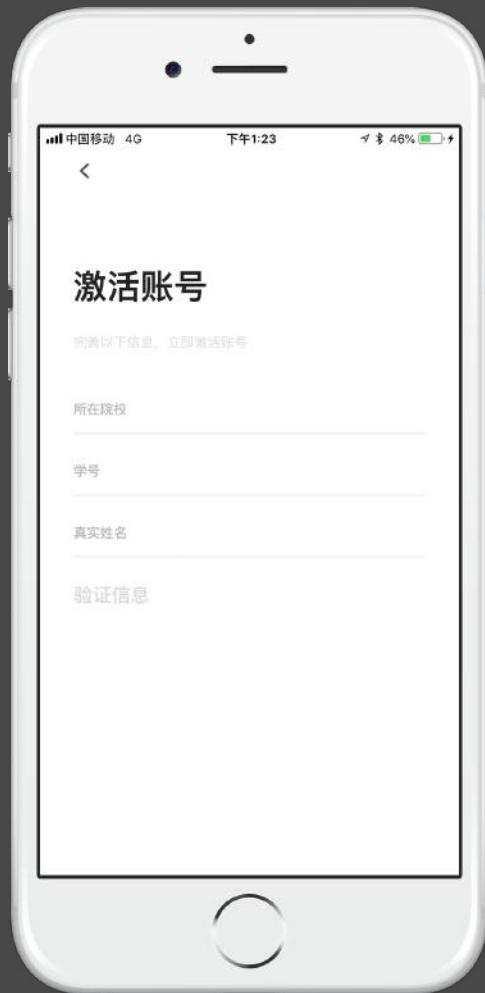 中国移动 4G 下午1:23 46%
激活账号
完善以下信息，立即激活账号
所在院校
学号
真实姓名
验证信息